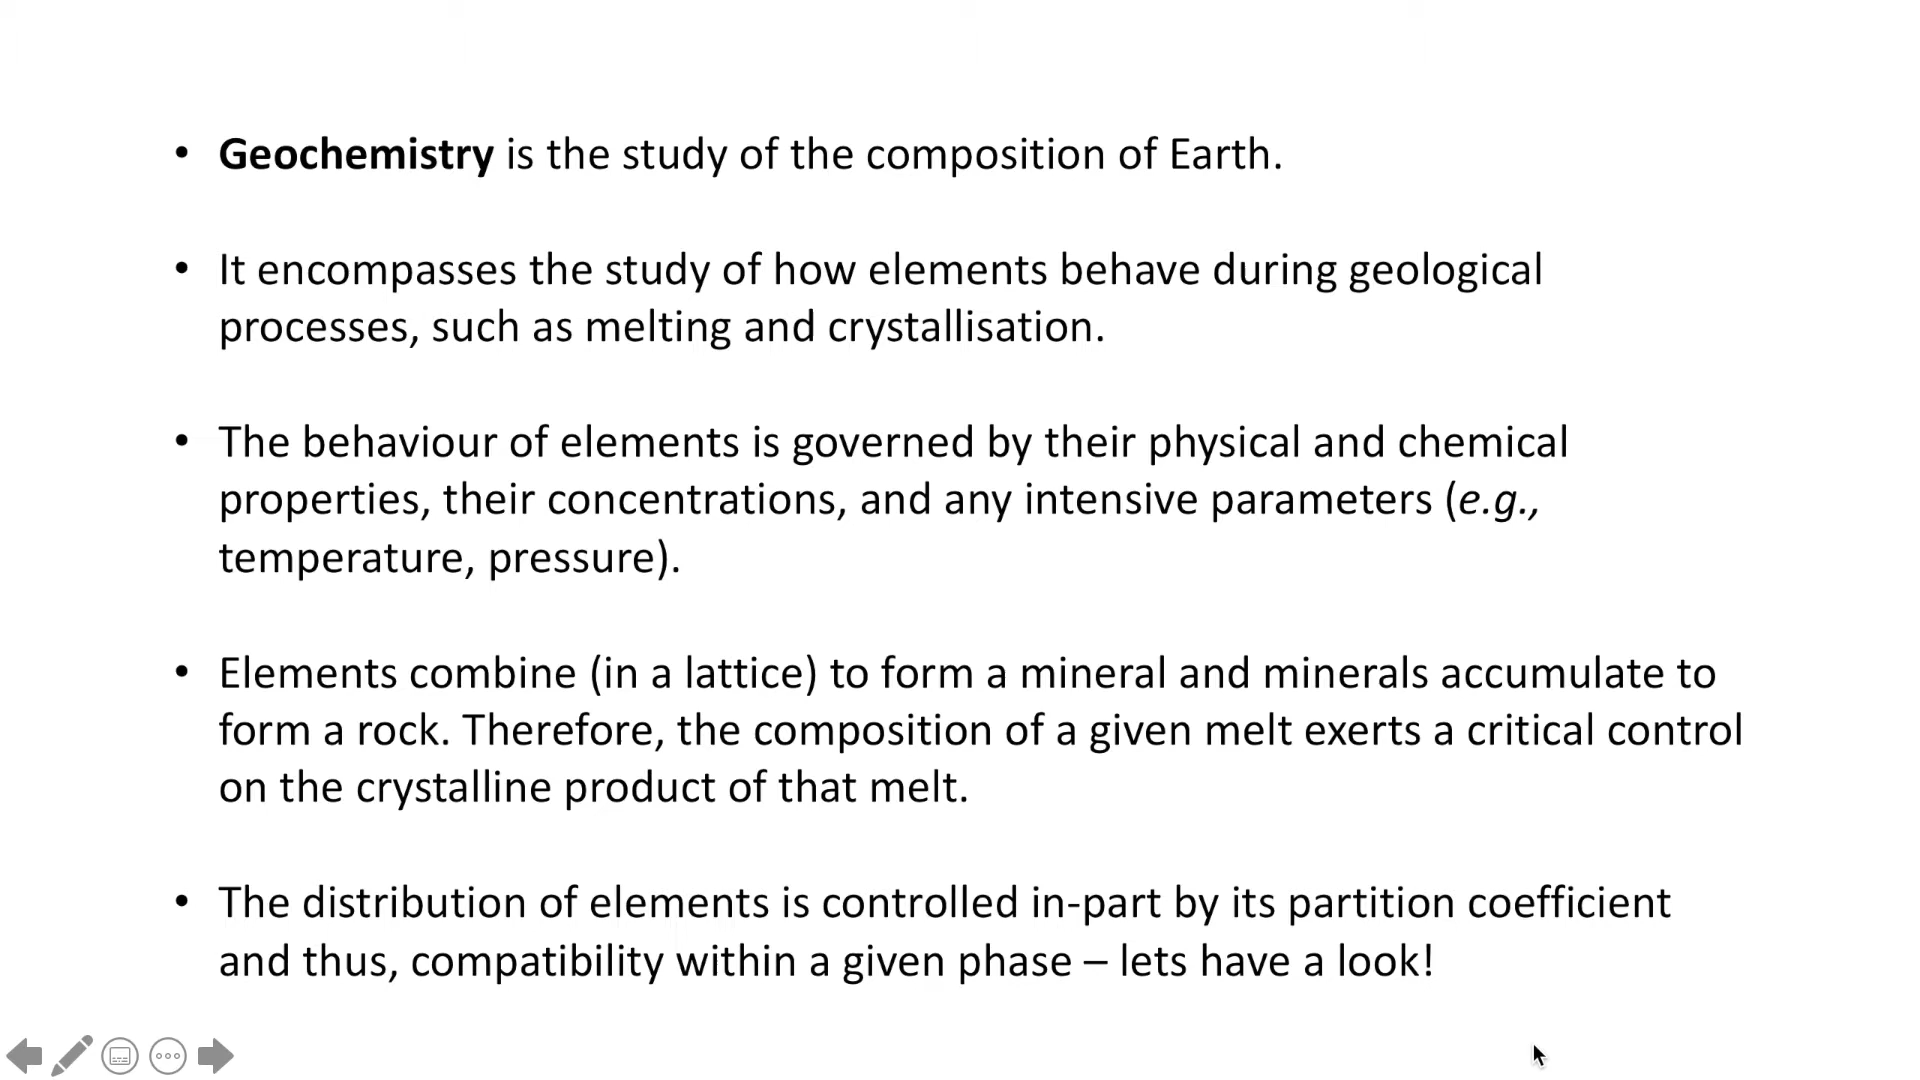 • Geochemistry is the study of the composition of Earth.
• It encompasses the study of how elements behave during geological
processes, such as melting and crystallisation.
• The behaviour of elements is governed by their physical and chemical
properties, their concentrations, and any intensive parameters (e.g.,
temperature, pressure).
• Elements combine (in a lattice) to form a mineral and minerals accumulate to
form a rock. Therefore, the composition of a given melt exerts a critical control
on the crystalline product of that melt.
• The distribution of elements is controlled in-part by its partition coefficient
and thus, compatibility within a given phase – lets have a look!